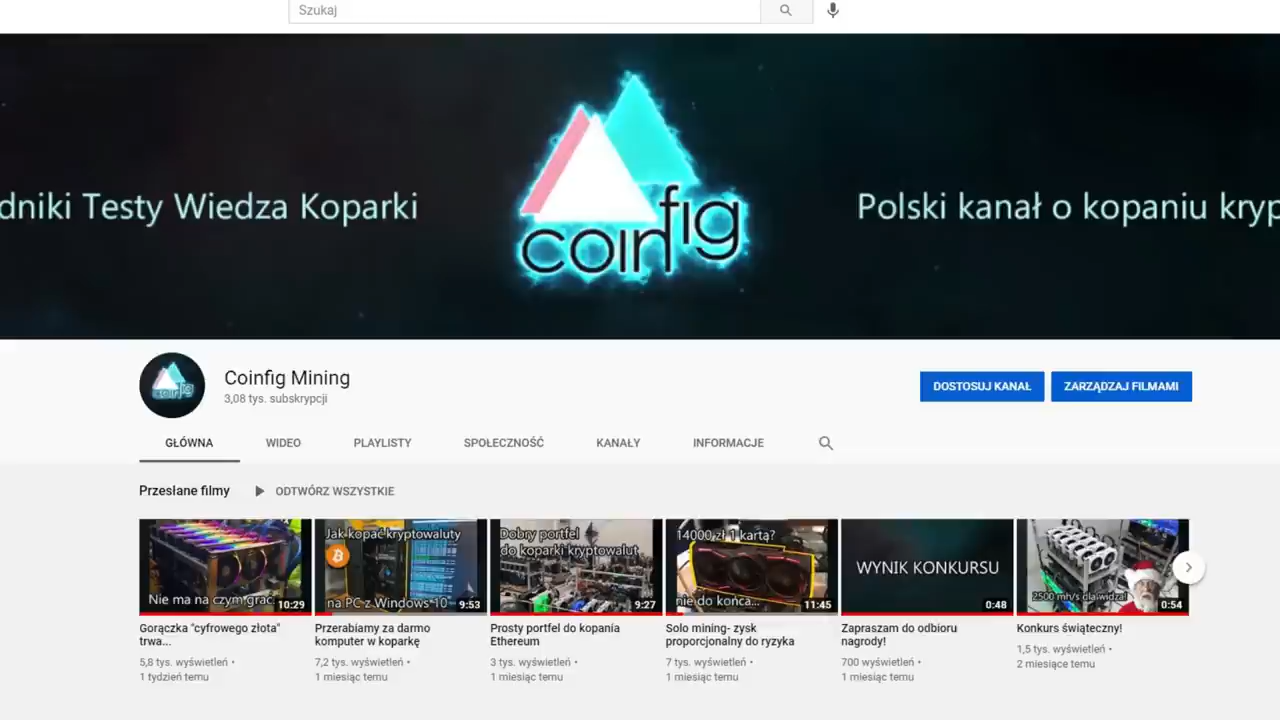 Szukaj
dniki Testy Wiedza Koparki
coinfig
Polski kanał o kopaniu kryp
coinfig
Coinfig Mining
3,08 tys. subskrypcji
DOSTOSUJ KANAŁ
ZARZĄDZAJ FILMAMI
GŁÓWNA
WIDEO
PLAYLISTY
SPOŁECZNOŚĆ
KANAŁY
INFORMACJE
Przesłane filmy
ODTWÓRZ WSZYSTKIE
Nie ma na czym grać!
10:29
Gorączka "cyfrowego złota"
trwa...
5,8 tys. wyświetleń •
1 tydzień temu
Jak kopać kryptowaluty
na PC z Windows 10
9:53
Przerabiamy za darmo
komputer w koparkę
7,2 tys. wyświetleń •
1 miesiąc temu
Dobry portfel
do koparki kryptowalut
9:27
Prosty portfel do kopania
Ethereum
3 tys. wyświetleń •
1 miesiąc temu
14000 zł 1 kartą?
nie do końca...
11:45
Solo mining- zysk
proporcjonalny do ryzyka
7 tys. wyświetleń •
1 miesiąc temu
WYNIK KONKURSU
0:48
Zapraszam do odbioru
nagrody!
700 wyświetleń •
1 miesiąc temu
2500 mh/s dla widza!
0:54
Konkurs świąteczny!
1,5 tys. wyświetleń •
2 miesiące temu